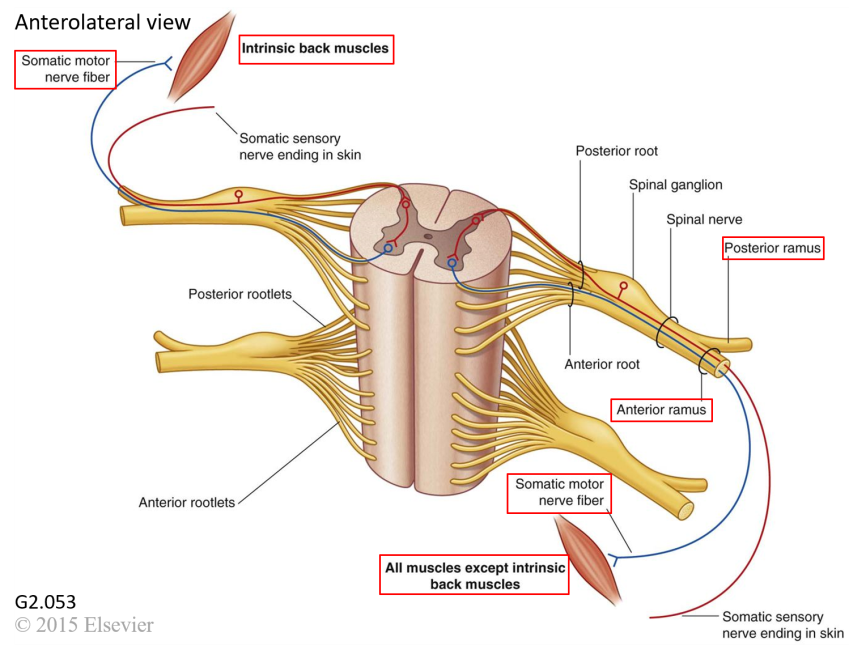 Anterolateral view
Intrinsic back muscles
Somatic motor
nerve fiber
Somatic sensory
nerve ending in skin
Posterior root
Spinal ganglion
Spinal nerve
Posterior ramus
Posterior rootlets
Anterior root
Anterior ramus
Somatic motor
nerve fiber
Anterior rootlets
All muscles except intrinsic
back muscles
G2.053
© 2015 Elsevier
Somatic sensory
nerve ending in skin